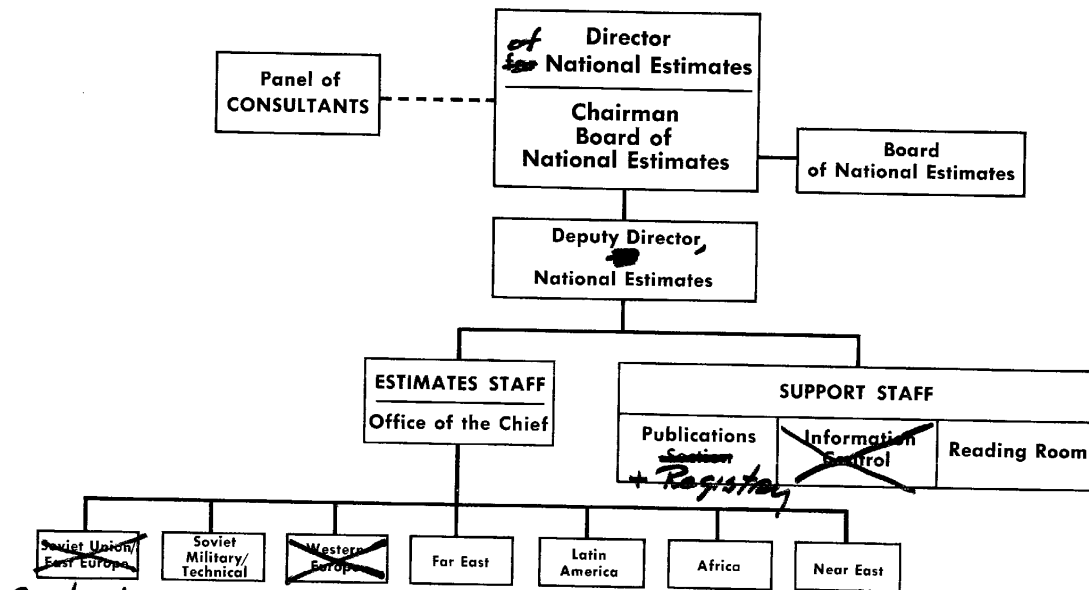 Director
of
for National Estimates
Chairman
Board of
National Estimates
Panel of
CONSULTANTS
Board
of National Estimates
Deputy Director,
National Estimates
ESTIMATES STAFF
Office of the Chief
SUPPORT STAFF
Publications
Section
+ Registry
Information
Control
Reading Room
Soviet Union/
East Europe
Soviet
Military/
Technical
Western
Europe
Far East
Latin
America
Africa
Near East